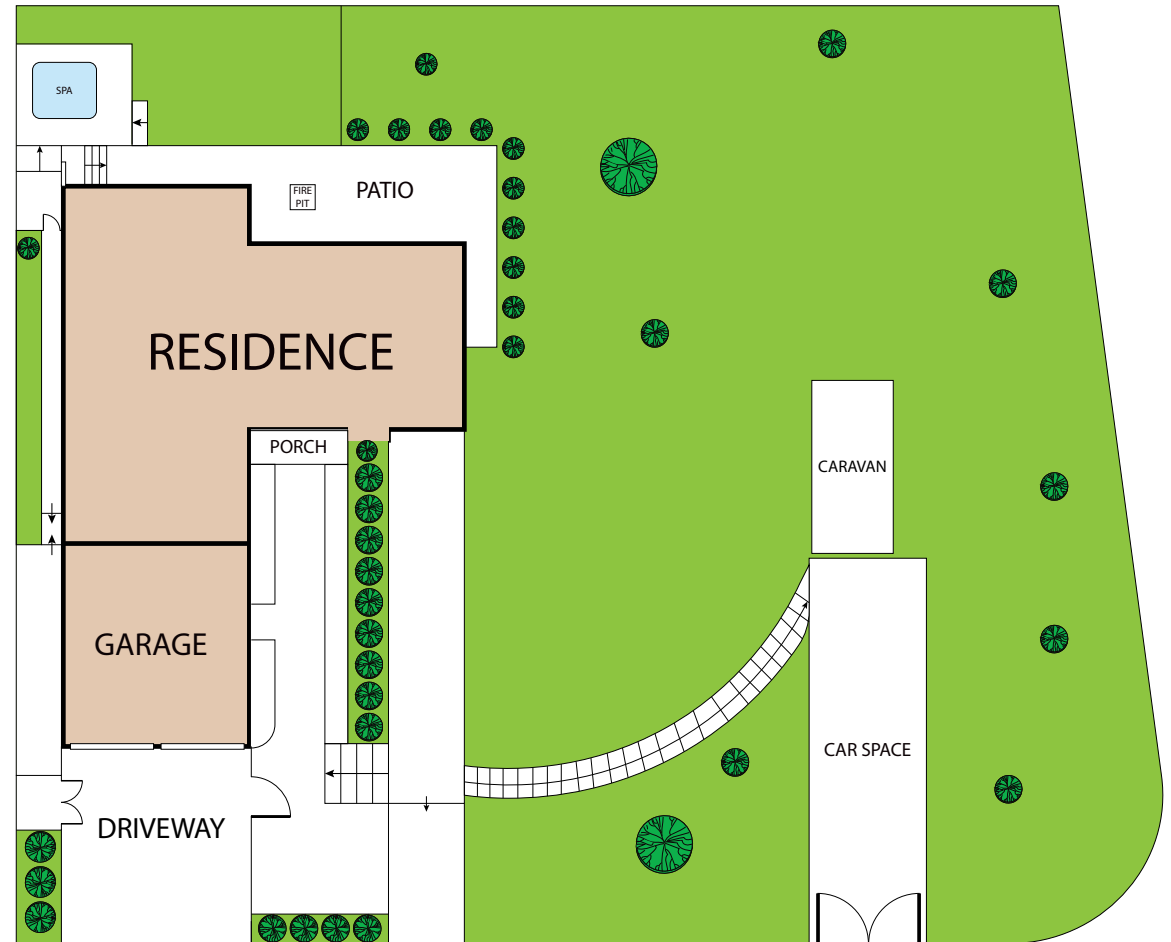 SPA
FIRE
PIT
PATIO
RESIDENCE
PORCH
CARAVAN
GARAGE
CAR SPACE
DRIVEWAY